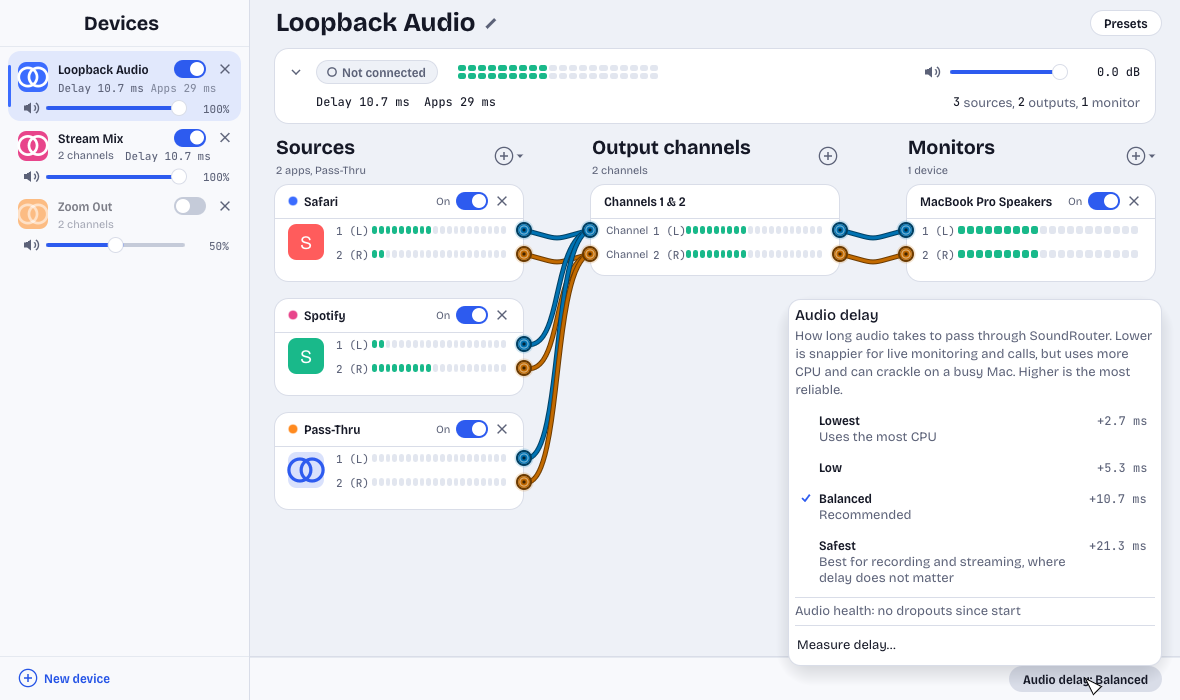 Devices
Loopback Audio
Delay 10.7 ms Apps 29 ms
100%
Stream Mix
2 channels Delay 10.7 ms
100%
Zoom Out
2 channels
50%
New device
Loopback Audio
Presets
Not connected
0.0 dB
Delay 10.7 ms Apps 29 ms
3 sources, 2 outputs, 1 monitor
Sources
2 apps, Pass-Thru
Safari On
S
1 (L)
2 (R)
Spotify On
S
1 (L)
2 (R)
Pass-Thru On
1 (L)
2 (R)
Output channels
2 channels
Channels 1 & 2
Channel 1 (L)
Channel 2 (R)
Monitors
1 device
MacBook Pro Speakers On
1 (L)
2 (R)
Audio delay
How long audio takes to pass through SoundRouter. Lower
is snappier for live monitoring and calls, but uses more
CPU and can crackle on a busy Mac. Higher is the most
reliable.
Lowest +2.7 ms
Uses the most CPU
Low +5.3 ms
Balanced +10.7 ms
Recommended
Safest +21.3 ms
Best for recording and streaming, where
delay does not matter
Audio health: no dropouts since start
Measure delay...
Audio delay: Balanced